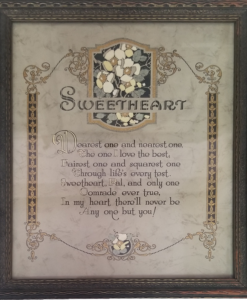 SWEETHEART
Dearest one and nearest one,
The one I love the best,
Fairest one and squarest one
Through life's every test.
Sweetheart, Pal, and only one
Comrade ever true,
In my heart there'll never be
Any one but you!